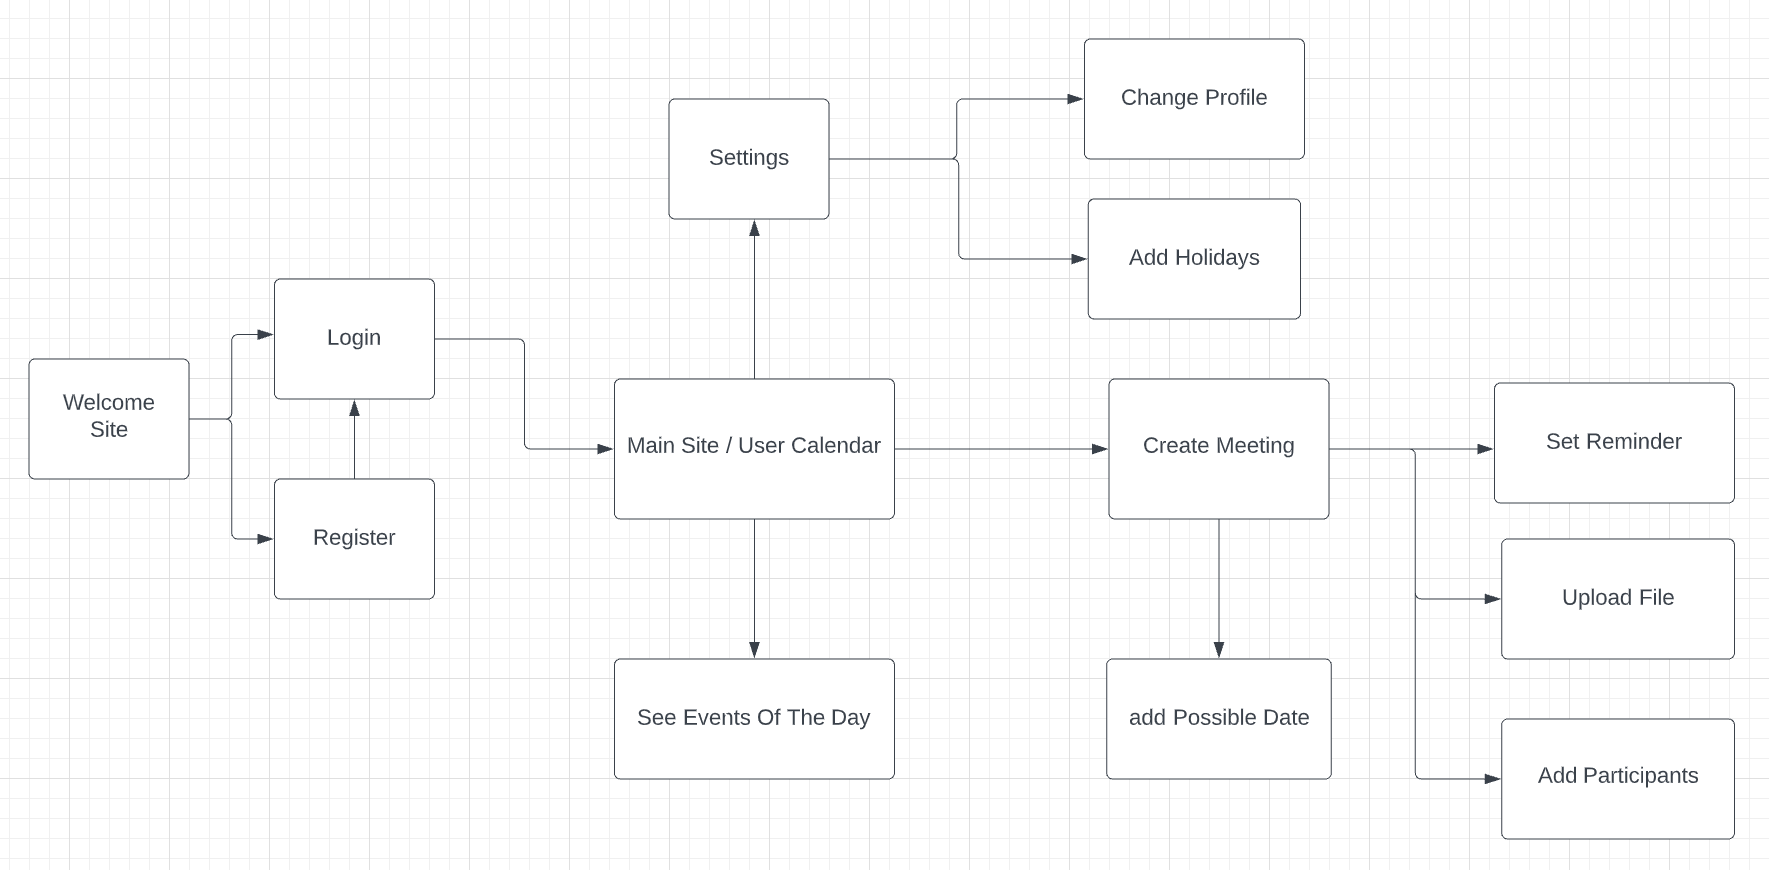 Change Profile
Settings
Add Holidays
Login
Welcome
Site
Main Site / User Calendar
Create Meeting
Set Reminder
Register
Upload File
See Events Of The Day
add Possible Date
Add Participants